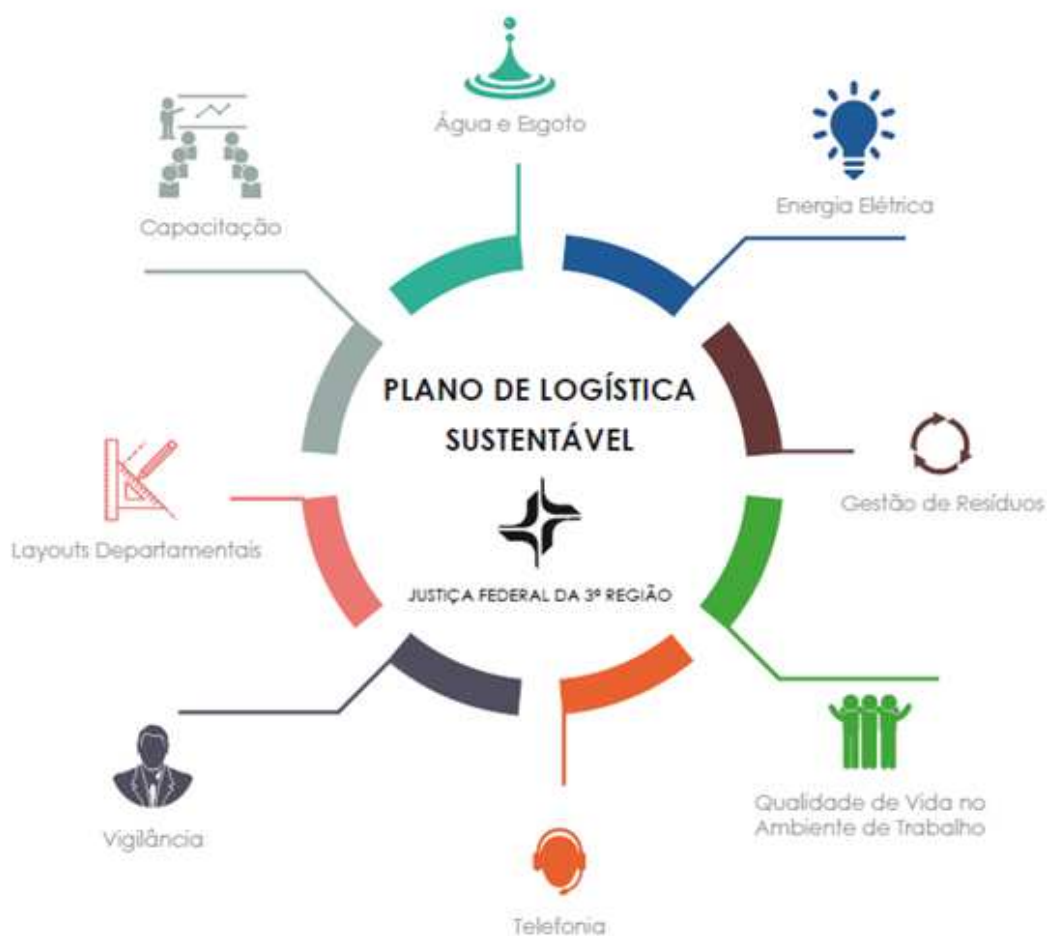 Água e Esgoto
Energia Elétrica
Capacitação
PLANO DE LOGÍSTICA
SUSTENTÁVEL
Gestão de Resíduos
Layouts Departamentais
JUSTIÇA FEDERAL DA 3ª REGIÃO
Qualidade de Vida no
Ambiente de Trabalho
Vigilância
Telefonia